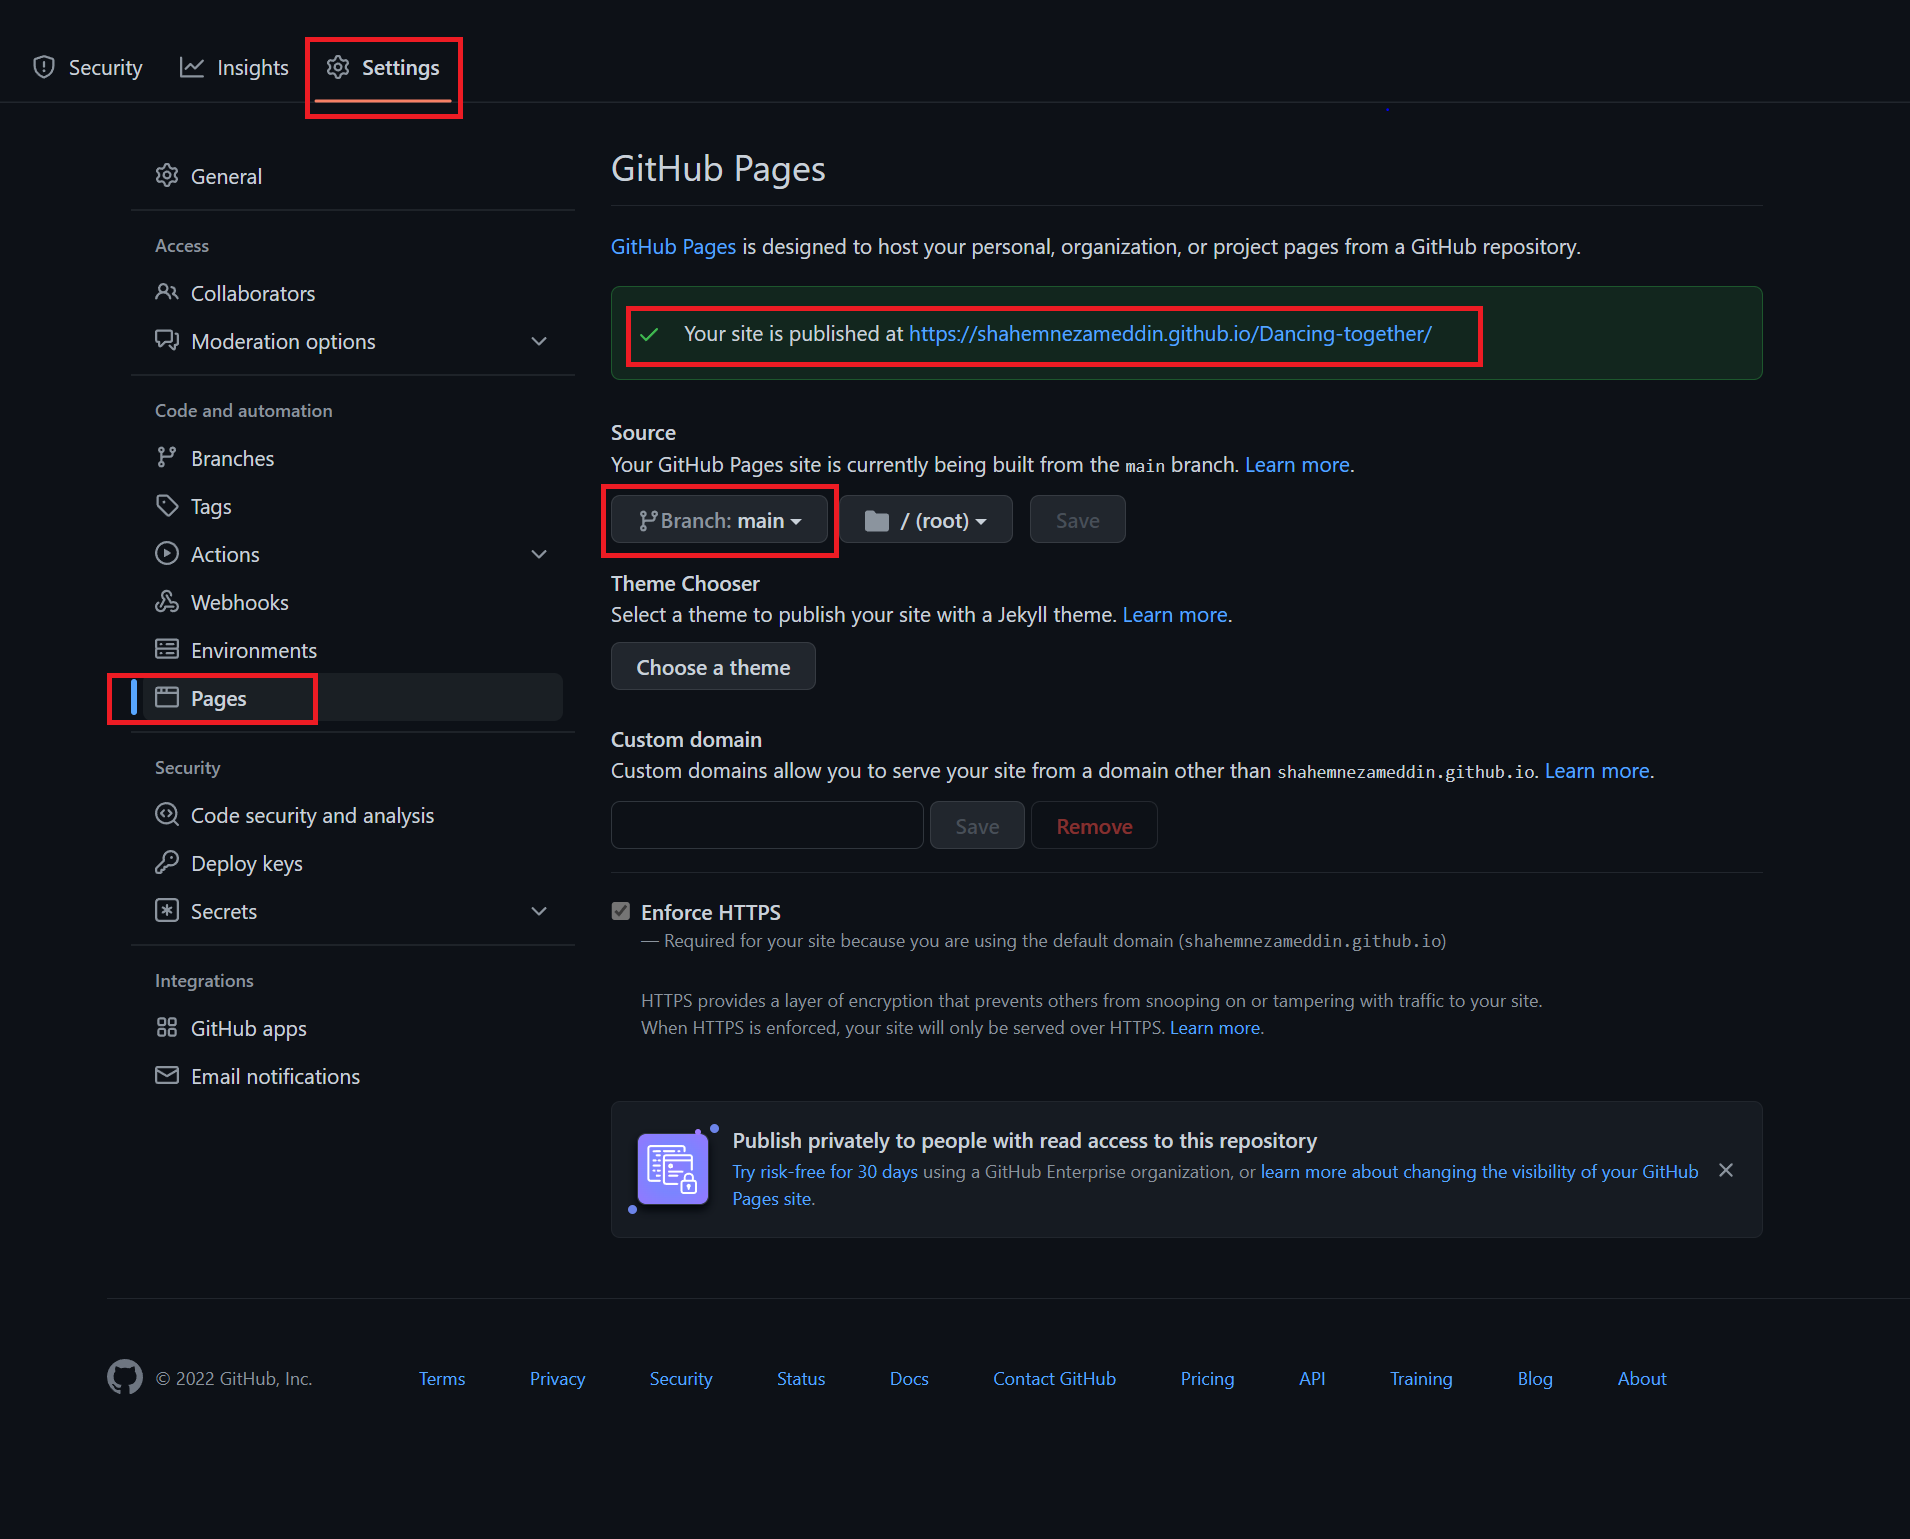 Security
Insights
Settings
General
Access
Collaborators
Moderation options
Code and automation
Branches
Tags
Actions
Webhooks
Environments
Pages
Security
Code security and analysis
Deploy keys
Secrets
Integrations
GitHub apps
Email notifications
GitHub Pages
GitHub Pages is designed to host your personal, organization, or project pages from a GitHub repository.
Your site is published at https://shahemnezameddin.github.io/Dancing-together/
Source
Your GitHub Pages site is currently being built from the main branch. Learn more.
Branch: main
/ (root)
Save
Theme Chooser
Select a theme to publish your site with a Jekyll theme. Learn more.
Choose a theme
Custom domain
Custom domains allow you to serve your site from a domain other than shahemnezameddin.github.io. Learn more.
Save
Remove
Enforce HTTPS
— Required for your site because you are using the default domain (shahemnezameddin.github.io)
HTTPS provides a layer of encryption that prevents others from snooping on or tampering with traffic to your site.
When HTTPS is enforced, your site will only be served over HTTPS. Learn more.
Publish privately to people with read access to this repository
Try risk-free for 30 days using a GitHub Enterprise organization, or learn more about changing the visibility of your GitHub
Pages site.
© 2022 GitHub, Inc.
Terms
Privacy
Security
Status
Docs
Contact GitHub
Pricing
API
Training
Blog
About